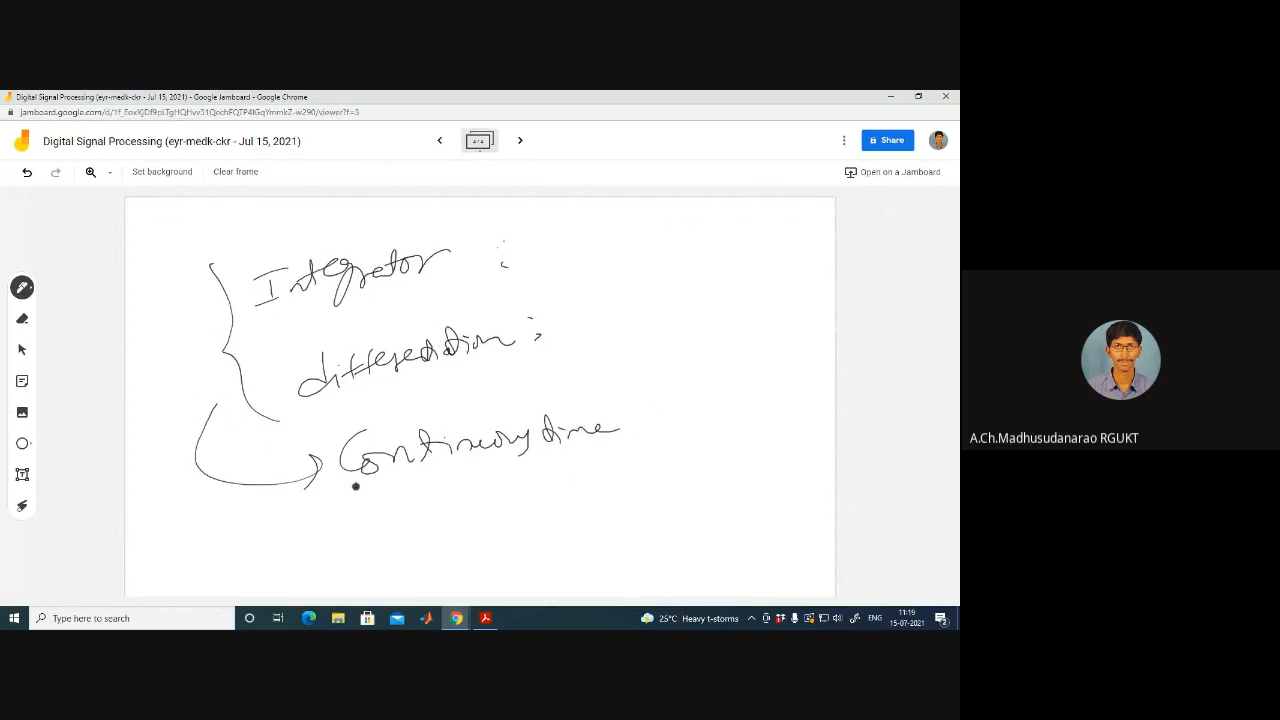 Digital Signal Processing (eyr-medk-ckr - Jul 15, 2021) - Google Jamboard - Google Chrome
Digital Signal Processing (eyr-medk-ckr - Jul 15, 2021)
4 / 4
Share
Set background
Clear frame
Open on a Jamboard
Integrator :
differentiation :
Continuous time
A.Ch.Madhusudanarao RGUKT
Type here to search
25°C Heavy t-storms
ENG
11:19
15-07-2021